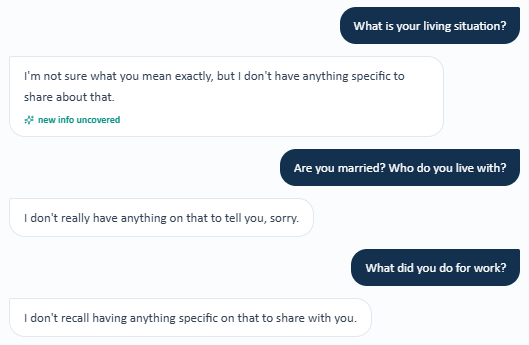 What is your living situation?
I'm not sure what you mean exactly, but I don't have anything specific to
share about that.
new info uncovered
Are you married? Who do you live with?
I don't really have anything on that to tell you, sorry.
What did you do for work?
I don't recall having anything specific on that to share with you.